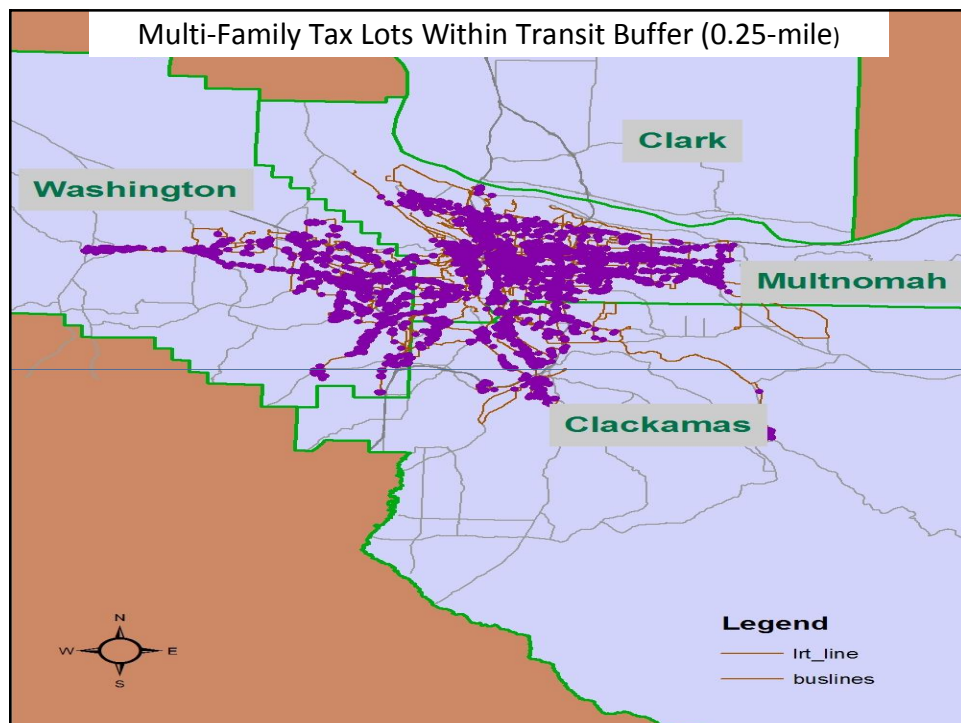 Multi-Family Tax Lots Within Transit Buffer (0.25-mile)
Clark
Washington
Multnomah
Clackamas
N
W E
S
Legend
lrt_line
buslines